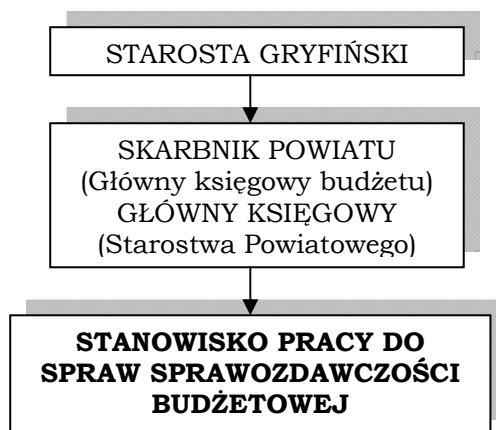 STAROSTA GRYFIŃSKI
SKARBNIK POWIATU
(Główny księgowy budżetu)
GŁÓWNY KSIĘGOWY
(Starostwa Powiatowego)
STANOWISKO PRACY DO
SPRAW SPRAWOZDAWCZOŚCI
BUDŻETOWEJ